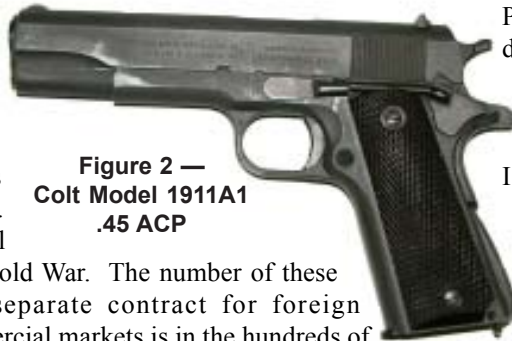 P
d
Figure 2 —
Colt Model 1911A1
.45 ACP
I
old War. The number of these
separate contract for foreign
ercial markets is in the hundreds of